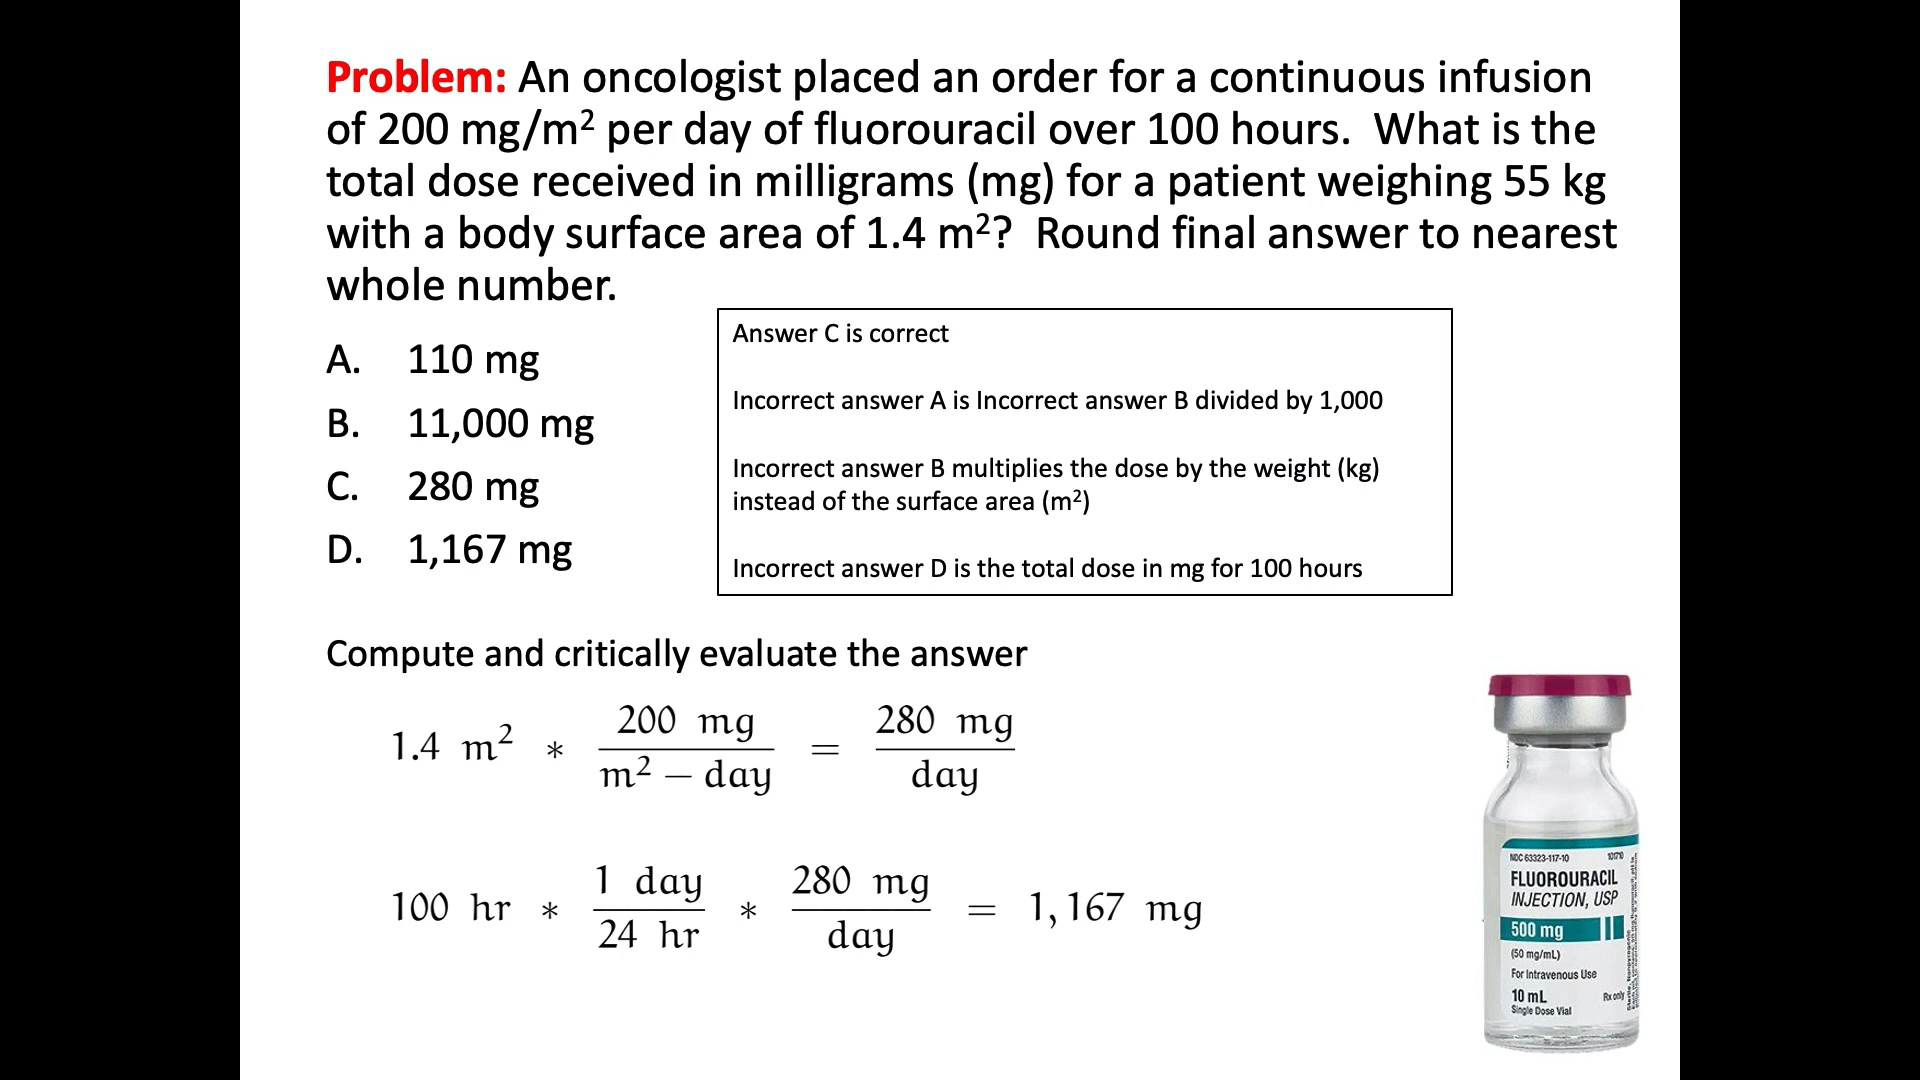 Problem: An oncologist placed an order for a continuous infusion
of 200 mg/m² per day of fluorouracil over 100 hours.  What is the
total dose received in milligrams (mg) for a patient weighing 55 kg
with a body surface area of 1.4 m²?  Round final answer to nearest
whole number.
A. 110 mg
B. 11,000 mg
C. 280 mg
D. 1,167 mg
Answer C is correct
Incorrect answer A is Incorrect answer B divided by 1,000
Incorrect answer B multiplies the dose by the weight (kg)
instead of the surface area (m²)
Incorrect answer D is the total dose in mg for 100 hours
Compute and critically evaluate the answer
1.4 m² * 200 mg / m² – day = 280 mg / day
100 hr * 1 day / 24 hr * 280 mg / day = 1,167 mg
NDC 63323-117-10 101710
FLUOROURACIL
INJECTION, USP
500 mg
(50 mg/mL)
For Intravenous Use
10 mL Rx only
Single Dose Vial